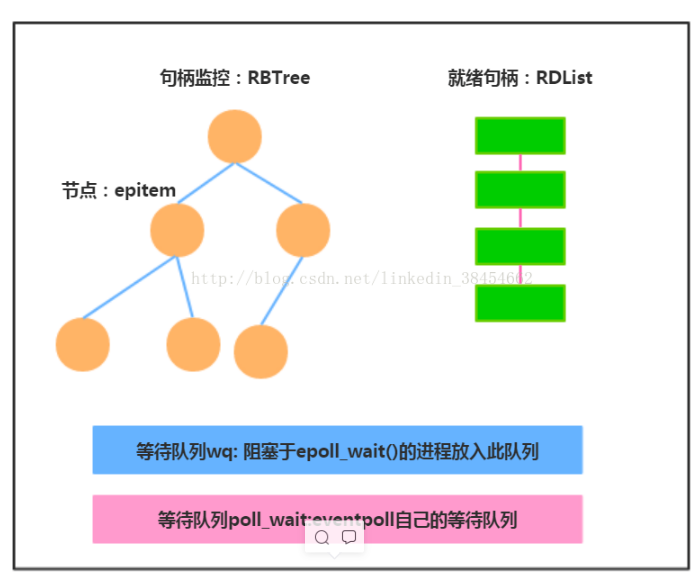 句柄监控：RBTree
就绪句柄：RDList
节点：epitem
http://blog.csdn.net/linkedin_38454662
等待队列wq: 阻塞于epoll_wait()的进程放入此队列
等待队列poll_wait:eventpoll自己的等待队列